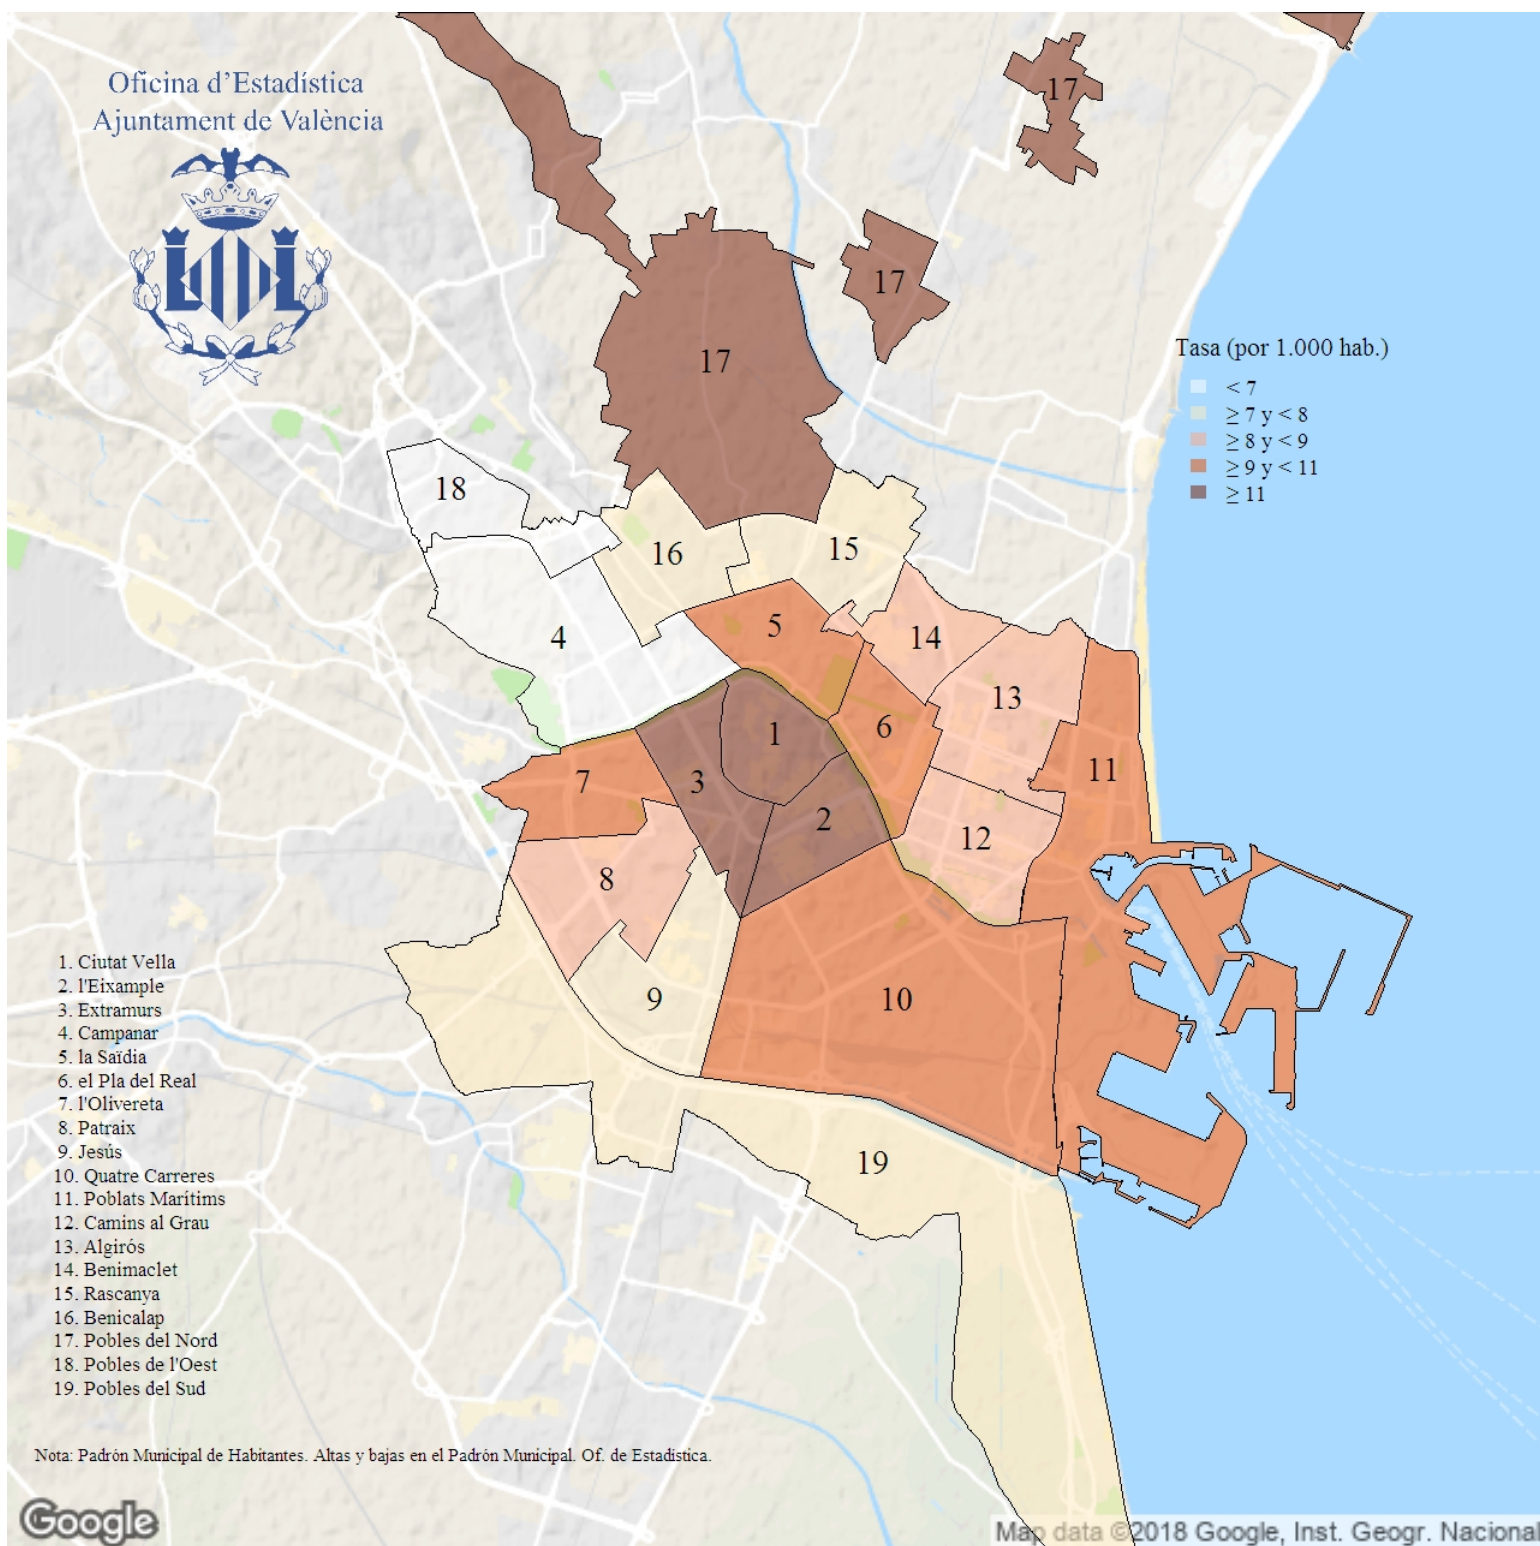 Oficina d'Estadística
Ajuntament de València
17
17
17
Tasa (por 1.000 hab.)
< 7
≥ 7 y < 8
≥ 8 y < 9
≥ 9 y < 11
≥ 11
18
16
15
4
5
14
13
1
6
11
7
3
2
12
8
9
10
19
1. Ciutat Vella
2. l'Eixample
3. Extramurs
4. Campanar
5. la Saïdia
6. el Pla del Real
7. l'Olivereta
8. Patraix
9. Jesús
10. Quatre Carreres
11. Poblats Marítims
12. Camins al Grau
13. Algirós
14. Benimaclet
15. Rascanya
16. Benicalap
17. Pobles del Nord
18. Pobles de l'Oest
19. Pobles del Sud
Nota: Padrón Municipal de Habitantes. Altas y bajas en el Padrón Municipal. Of. de Estadística.
Google
Map data ©2018 Google, Inst. Geogr. Nacional